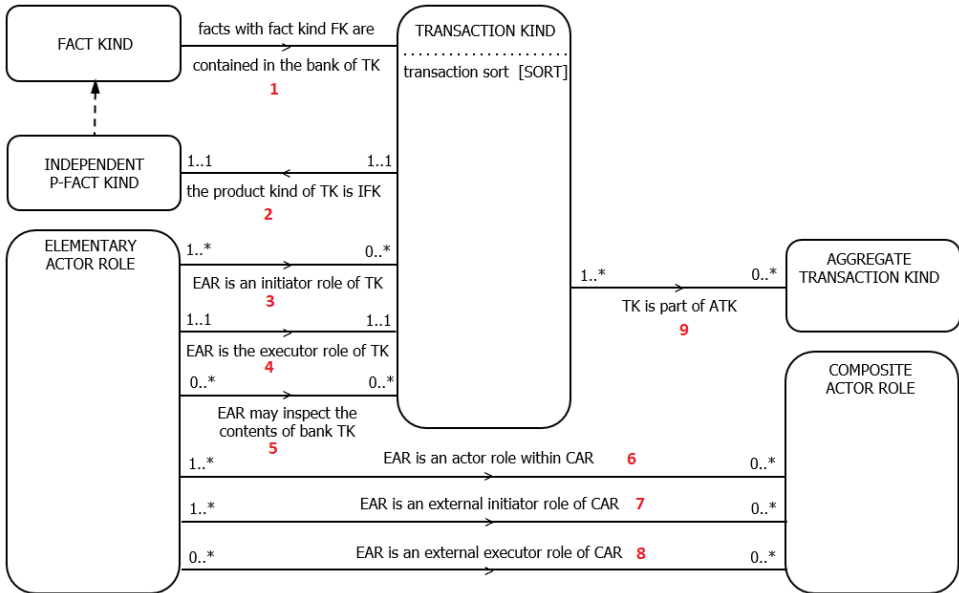 FACT KIND
facts with fact kind FK are
contained in the bank of TK
1
TRANSACTION KIND
transaction sort [SORT]
INDEPENDENT
P-FACT KIND
1..1
1..1
the product kind of TK is IFK
2
ELEMENTARY
ACTOR ROLE
1..*
0..*
EAR is an initiator role of TK
3
1..1
1..1
EAR is the executor role of TK
4
0..*
0..*
EAR may inspect the
contents of bank TK
5
1..*
0..*
TK is part of ATK
9
AGGREGATE
TRANSACTION KIND
COMPOSITE
ACTOR ROLE
1..*
EAR is an actor role within CAR 6
0..*
1..*
EAR is an external initiator role of CAR 7
0..*
0..*
EAR is an external executor role of CAR 8
0..*